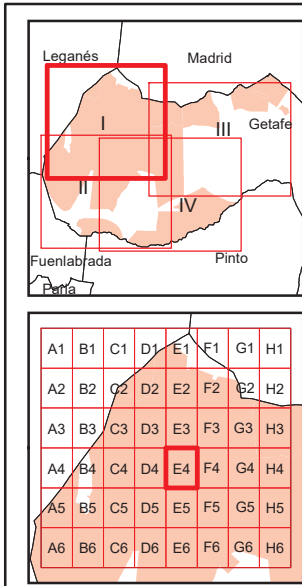 Leganés Madrid
I
III
Getafe
II
IV
Fuenlabrada Pinto
Parla
A1 B1 C1 D1 E1 F1 G1 H1
A2 B2 C2 D2 E2 F2 G2 H2
A3 B3 C3 D3 E3 F3 G3 H3
A4 B4 C4 D4 E4 F4 G4 H4
A5 B5 C5 D5 E5 F5 G5 H5
A6 B6 C6 D6 E6 F6 G6 H6